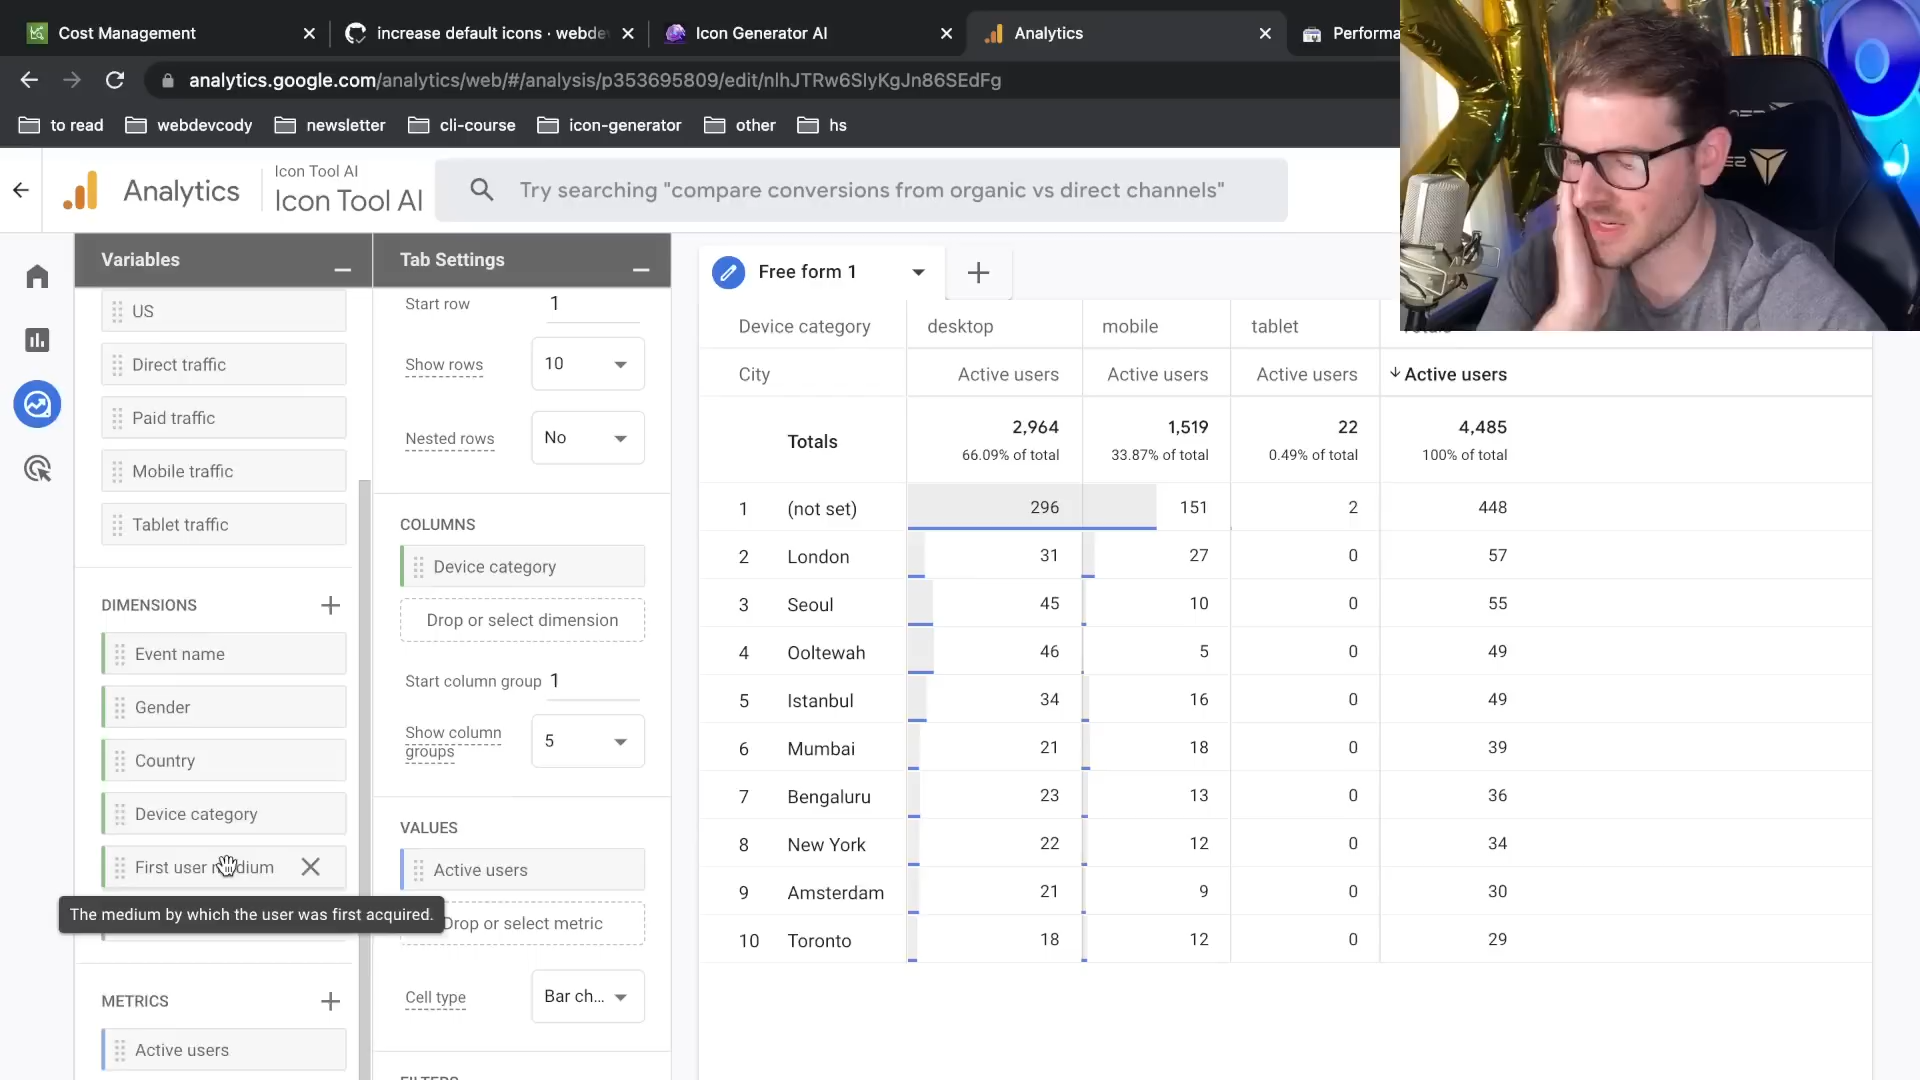 Cost Management
increase default icons · webde
Icon Generator AI
Analytics
Performa
analytics.google.com/analytics/web/#/analysis/p353695809/edit/nlhJTRw6SlyKgJn86SEdFg
to read
webdevcody
newsletter
cli-course
icon-generator
other
hs
Analytics
Icon Tool AI
Icon Tool AI
Try searching "compare conversions from organic vs direct channels"
Variables
US
Direct traffic
Paid traffic
Mobile traffic
Tablet traffic
DIMENSIONS
Event name
Gender
Country
Device category
First user medium
The medium by which the user was first acquired.
METRICS
Active users
Tab Settings
Start row 1
Show rows 10
Nested rows No
COLUMNS
Device category
Drop or select dimension
Start column group 1
Show column
groups
5
VALUES
Active users
Drop or select metric
Cell type Bar ch...
FILTERS
Free form 1
Device category desktop mobile tablet Totals
City Active users Active users Active users Active users
Totals 2,964 1,519 22 4,485
66.09% of total 33.87% of total 0.49% of total 100% of total
1 (not set) 296 151 2 448
2 London 31 27 0 57
3 Seoul 45 10 0 55
4 Ooltewah 46 5 0 49
5 Istanbul 34 16 0 49
6 Mumbai 21 18 0 39
7 Bengaluru 23 13 0 36
8 New York 22 12 0 34
9 Amsterdam 21 9 0 30
10 Toronto 18 12 0 29